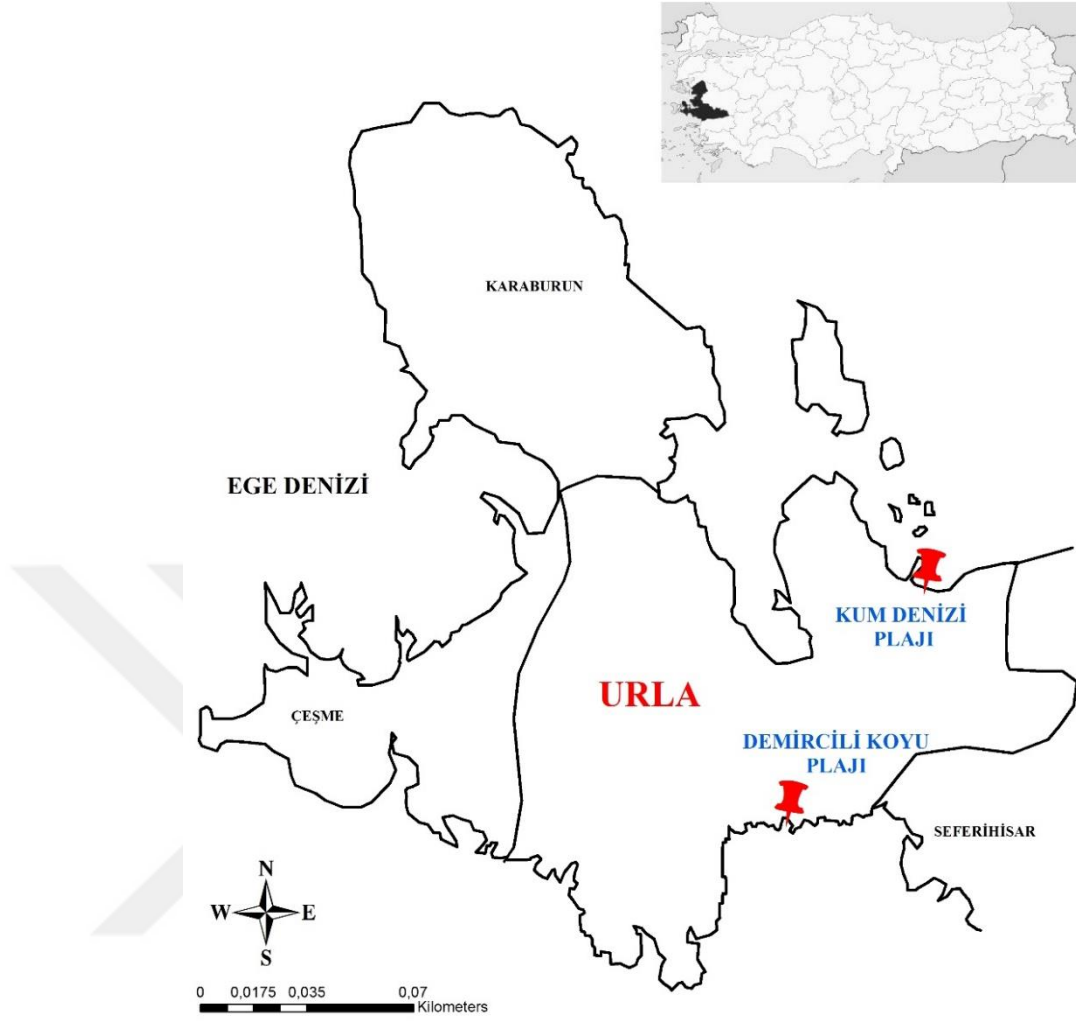 KARABURUN
EGE DENİZİ
KUM DENİZİ
PLAJI
URLA
ÇEŞME
DEMİRCİLİ KOYU
PLAJI
SEFERİHİSAR
N
W E
S
0 0,0175 0,035 0,07
Kilometers